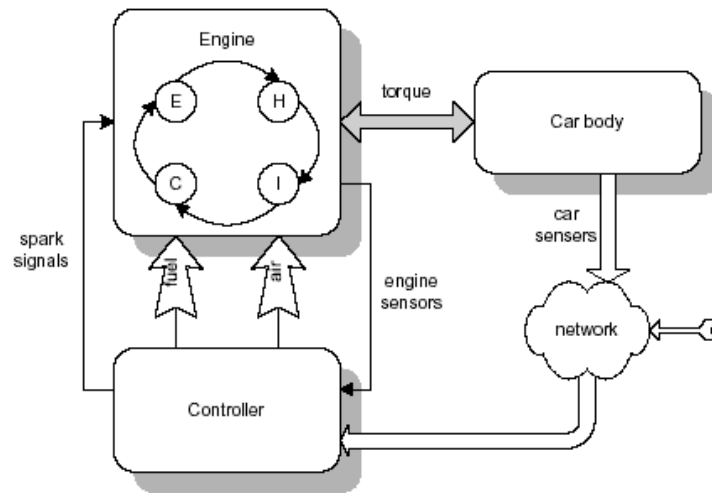 Engine
E
H
C
I
torque
Car body
spark
signals
fuel
air
engine
sensors
car
sensers
network
Controller